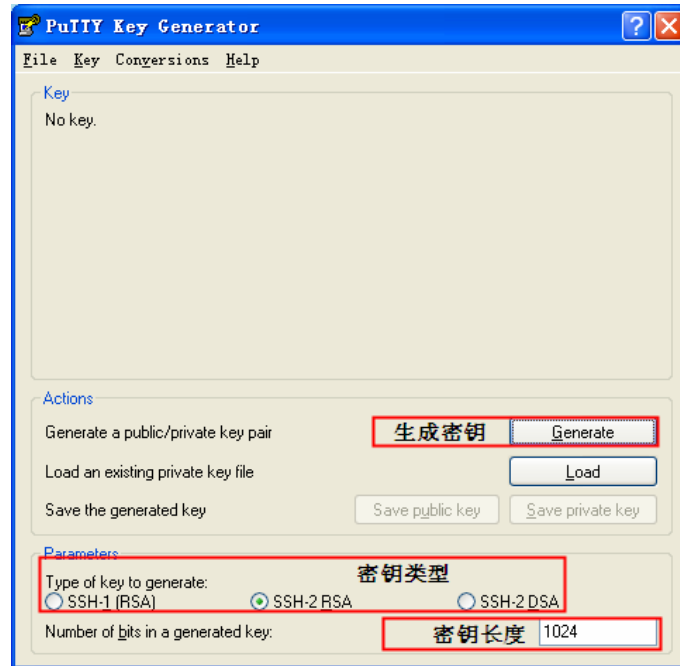 PuTTY Key Generator
File Key Conversions Help
Key
No key.
Actions
Generate a public/private key pair 生成密钥 Generate
Load an existing private key file Load
Save the generated key Save public key Save private key
Parameters
Type of key to generate: 密钥类型
SSH-1 (RSA) SSH-2 RSA SSH-2 DSA
Number of bits in a generated key: 密钥长度 1024